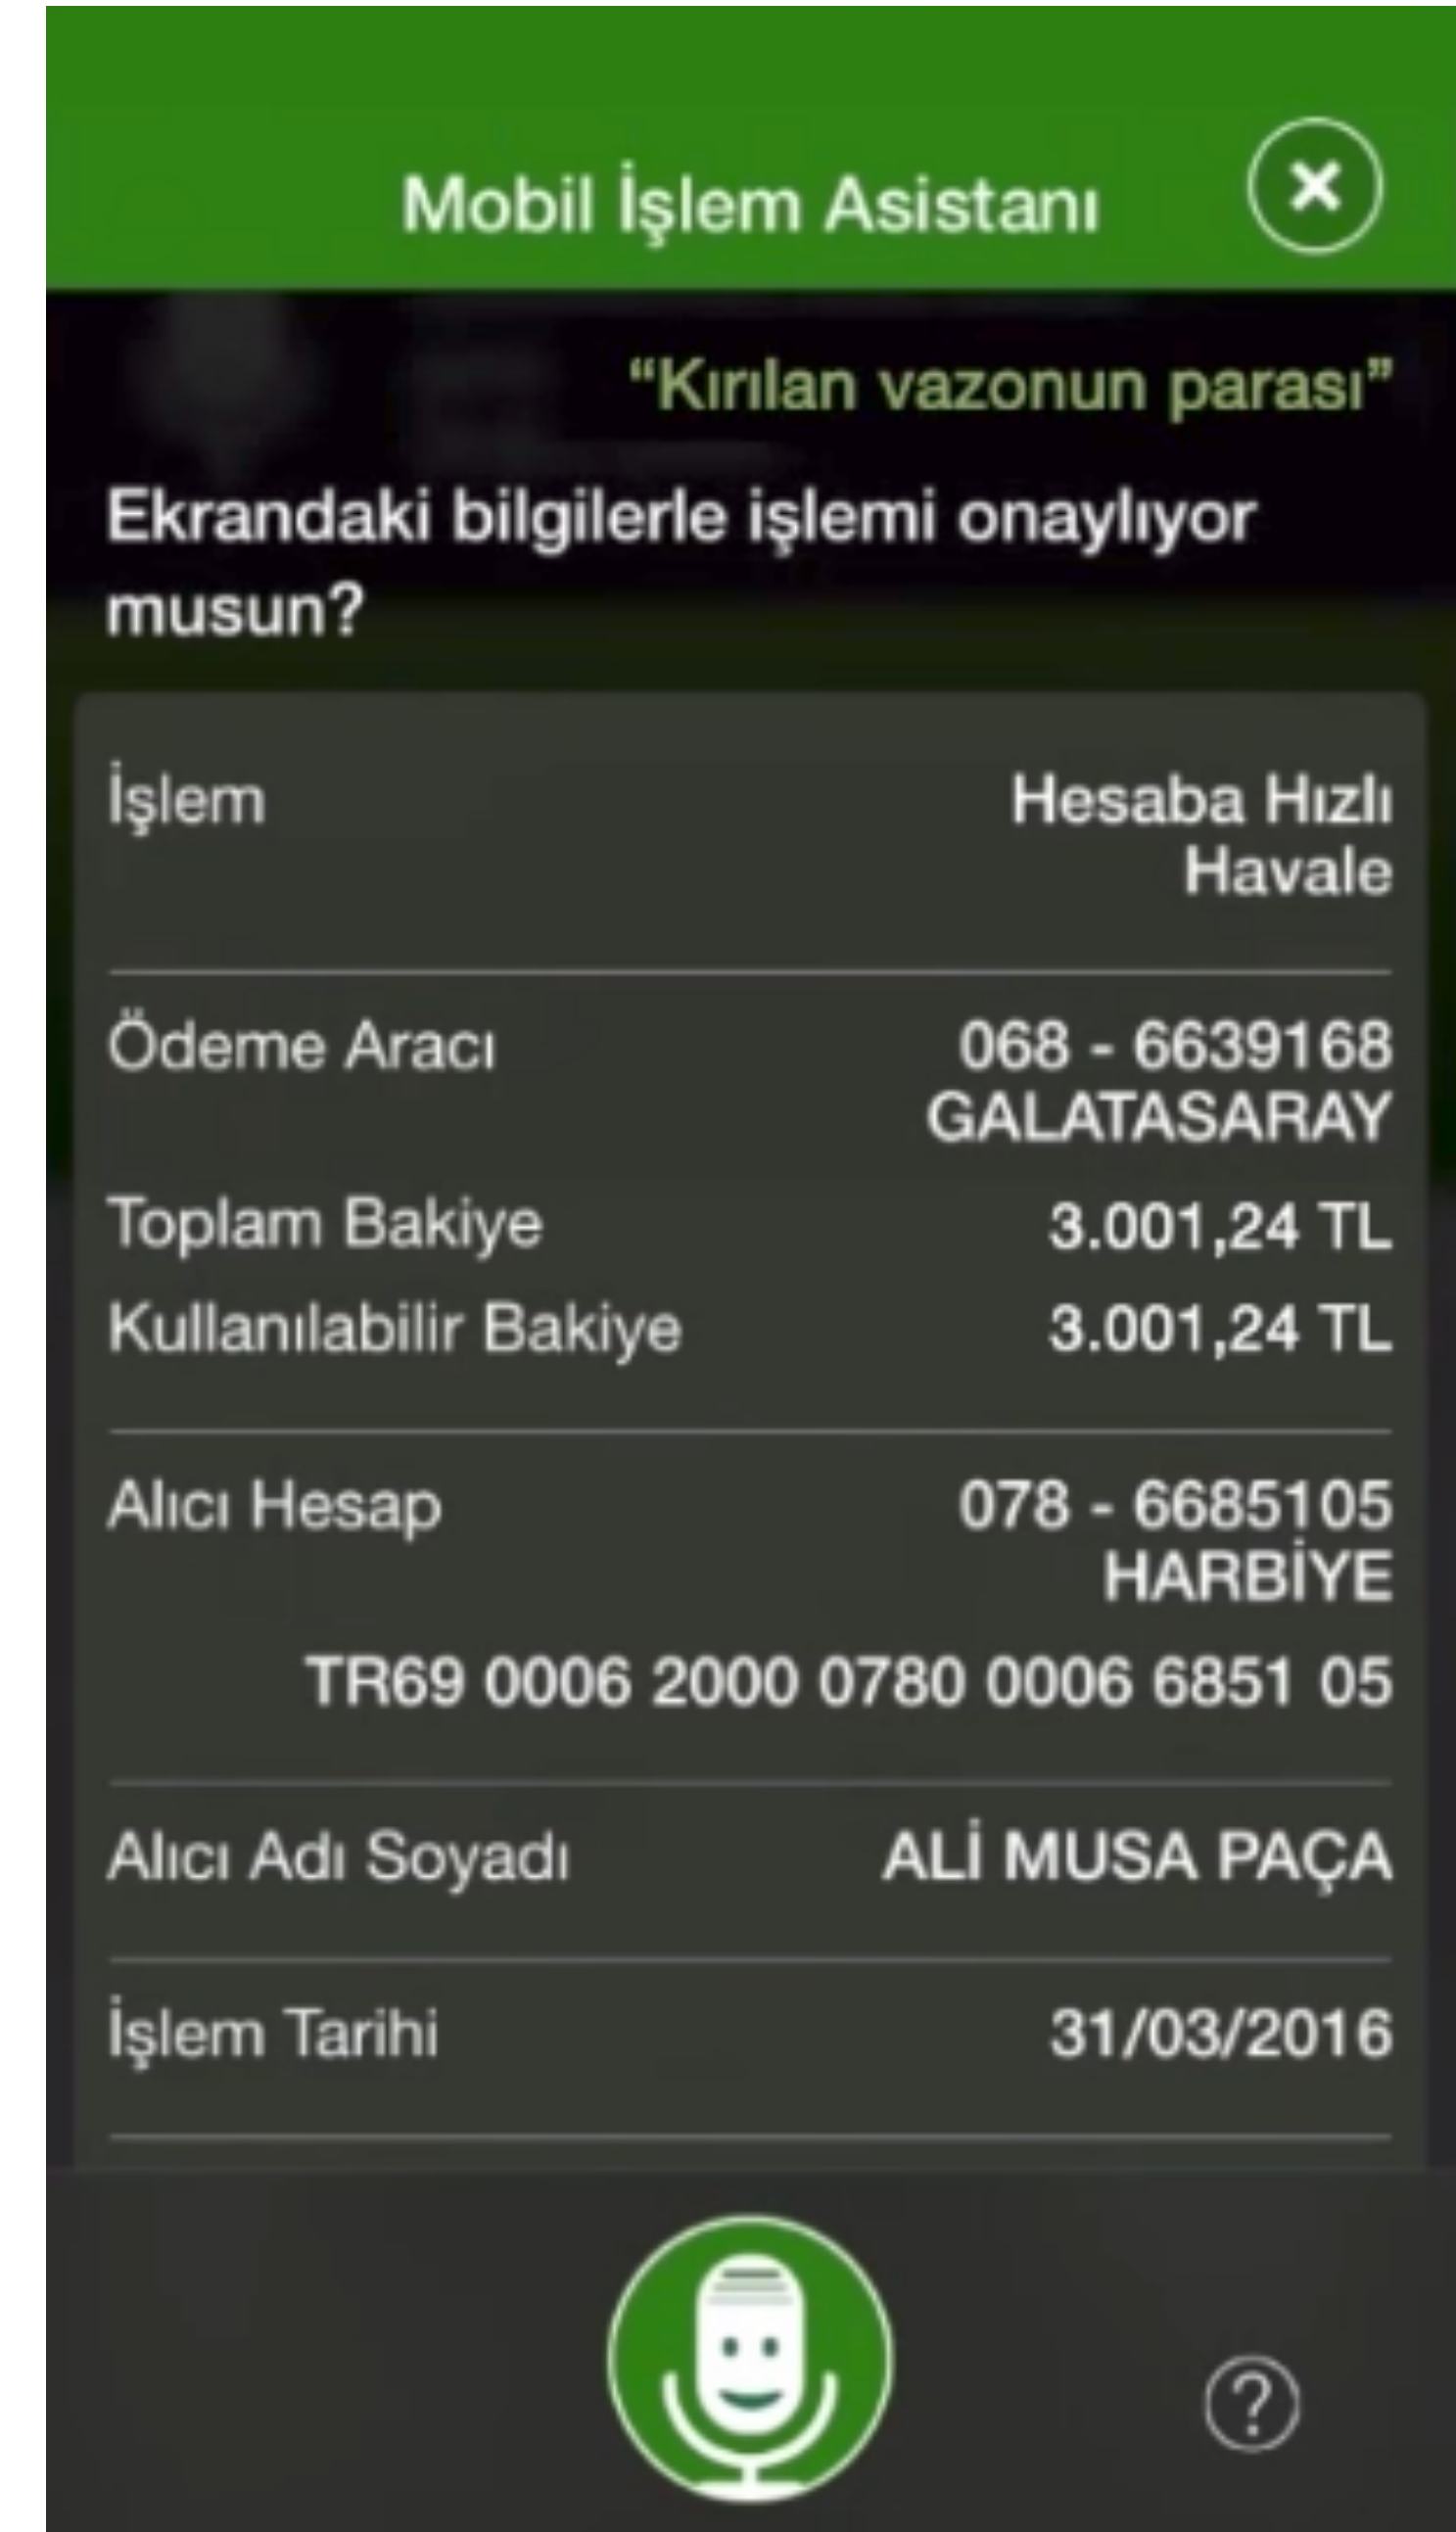 Mobil İşlem Asistanı
“Kırılan vazonun parası”
Ekrandaki bilgilerle işlemi onaylıyor
musun?
İşlem Hesaba Hızlı
Havale
Ödeme Aracı 068 - 6639168
GALATASARAY
Toplam Bakiye 3.001,24 TL
Kullanılabilir Bakiye 3.001,24 TL
Alıcı Hesap 078 - 6685105
HARBİYE
TR69 0006 2000 0780 0006 6851 05
Alıcı Adı Soyadı ALİ MUSA PAÇA
İşlem Tarihi 31/03/2016
?